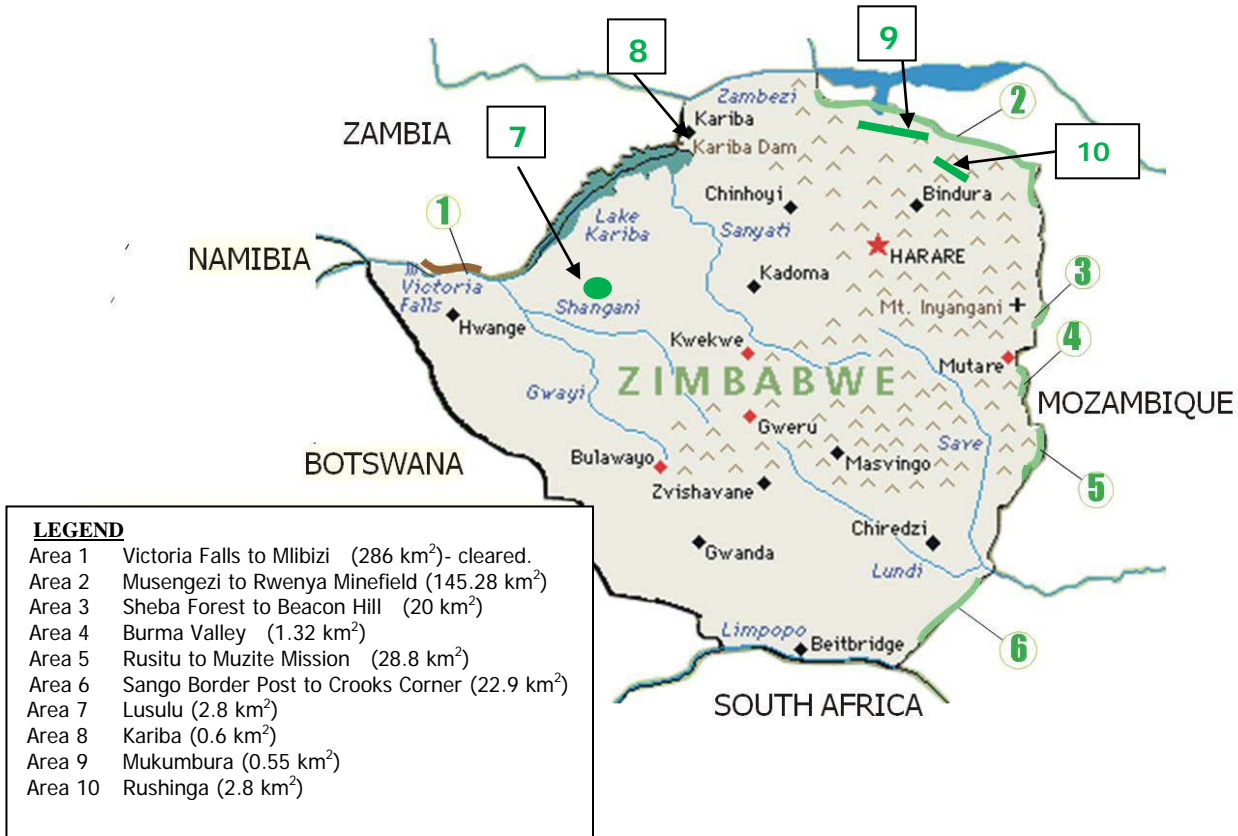 8
9
Zambezi
2
ZAMBIA
Kariba
7
Kariba Dam
10
Chinhoyi
Bindura
1
Lake
Kariba
Sanyati
NAMIBIA
HARARE
Victoria
Falls
Kadoma
3
Shangani
Mt. Inyangani
Hwange
Kwekwe
4
Mutare
ZIMBABWE
Gwayi
MOZAMBIQUE
Gweru
Save
BOTSWANA
Bulawayo
Masvingo
Zvishavane
5
Chiredzi
Gwanda
Lundi
Limpopo
Beitbridge
6
SOUTH AFRICA
LEGEND
Area 1 Victoria Falls to Mlibizi (286 km²)- cleared.
Area 2 Musengezi to Rwenya Minefield (145.28 km²)
Area 3 Sheba Forest to Beacon Hill (20 km²)
Area 4 Burma Valley (1.32 km²)
Area 5 Rusitu to Muzite Mission (28.8 km²)
Area 6 Sango Border Post to Crooks Corner (22.9 km²)
Area 7 Lusulu (2.8 km²)
Area 8 Kariba (0.6 km²)
Area 9 Mukumbura (0.55 km²)
Area 10 Rushinga (2.8 km²)